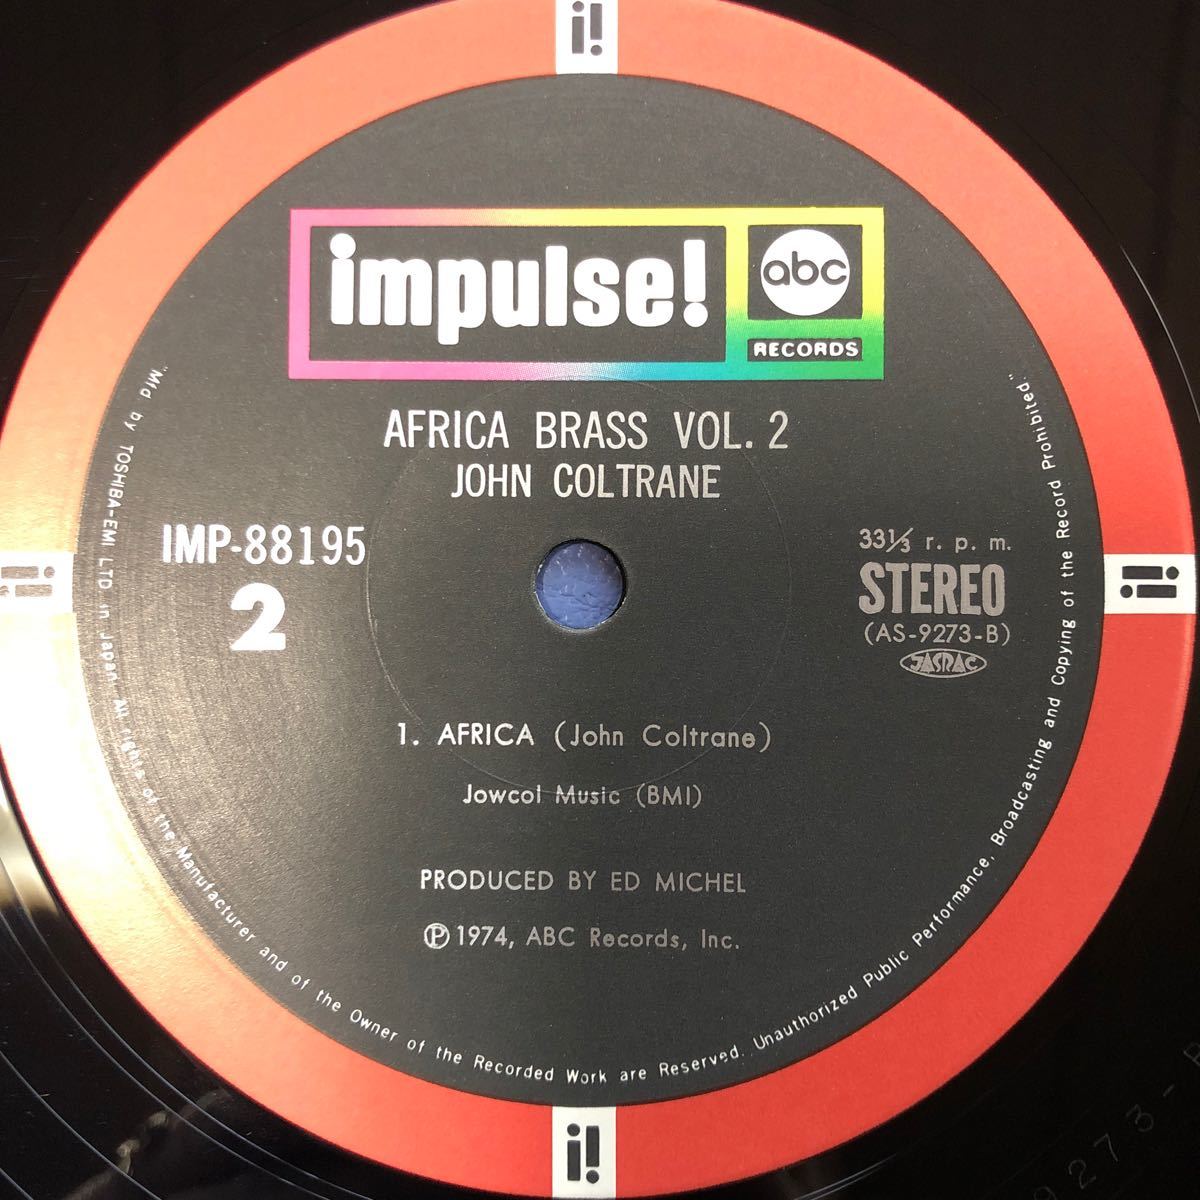 i!
impulse!
abc
RECORDS
AFRICA BRASS VOL. 2
JOHN COLTRANE
IMP-88195
2
33⅓ r. p. m.
STEREO
(AS-9273-B)
JASRAC
i!
i!
1. AFRICA (John Coltrane)
Jowcol Music (BMI)
PRODUCED BY ED MICHEL
Ⓟ 1974, ABC Records, Inc.
"Mfd by TOSHIBA-EMI LTD. in Japan. All rights of the Manufacturer and of the Owner of the Recorded Work are Reserved. Unauthorized Public Performance, Broadcasting and Copying of the Record Prohibited."
i!
273-